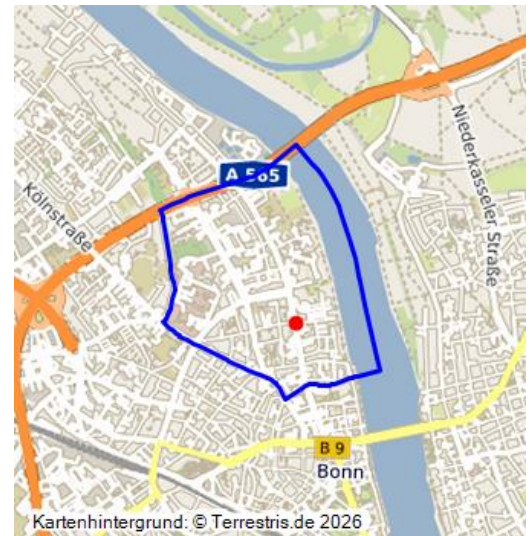 A 565
Kölnstraße
Niederkasseler Straße
B 9
Bonn
Kartenhintergrund: © Terrestris.de 2026